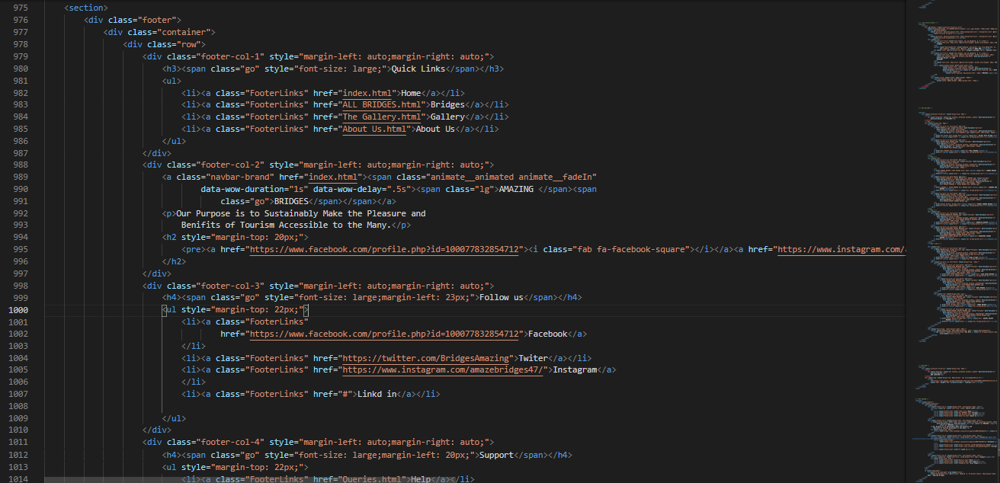 975 <section>
976 <div class="footer">
977 <div class="container">
978 <div class="row">
979 <div class="footer-col-1" style="margin-left: auto;margin-right: auto;">
980 <h3><span class="go" style="font-size: large;">Quick Links</span></h3>
981 <ul>
982 <li><a class="FooterLinks" href="index.html">Home</a></li>
983 <li><a class="FooterLinks" href="ALL BRIDGES.html">Bridges</a></li>
984 <li><a class="FooterLinks" href="The Gallery.html">Gallery</a></li>
985 <li><a class="FooterLinks" href="About Us.html">About Us</a></li>
986 </ul>
987 </div>
988 <div class="footer-col-2" style="margin-left: auto;margin-right: auto;">
989 <a class="navbar-brand" href="index.html"><span class="animate__animated animate__fadeIn"
990 data-wow-duration="1s" data-wow-delay=".5s"><span class="lg">AMAZING </span><span
991 class="go">BRIDGES</span></span></a>
992 <p>Our Purpose is to Sustainably Make the Pleasure and
993 Benifits of Tourism Accessible to the Many.</p>
994 <h2 style="margin-top: 20px;">
995 <pre><a href="https://www.facebook.com/profile.php?id=100077832854712"><i class="fab fa-facebook-square"></i></a><a href="https://www.instagram.com/
996 </h2>
997 </div>
998 <div class="footer-col-3" style="margin-left: auto;margin-right: auto;">
999 <h4><span class="go" style="font-size: large;margin-left: 23px;">Follow us</span></h4>
1000 <ul style="margin-top: 22px;">
1001 <li><a class="FooterLinks"
1002 href="https://www.facebook.com/profile.php?id=100077832854712">Facebook</a>
1003 </li>
1004 <li><a class="FooterLinks" href="https://twitter.com/BridgesAmazing">Twiter</a></li>
1005 <li><a class="FooterLinks" href="https://www.instagram.com/amazebridges47/">Instagram</a>
1006 </li>
1007 <li><a class="FooterLinks" href="#">Linkd in</a></li>
1008
1009 </ul>
1010 </div>
1011 <div class="footer-col-4" style="margin-left: auto;margin-right: auto;">
1012 <h4><span class="go" style="font-size: large;margin-left: 20px;">Support</span></h4>
1013 <ul style="margin-top: 22px;">
1014 <li><a class="FooterLinks" href="Queries.html">Help</a></li>